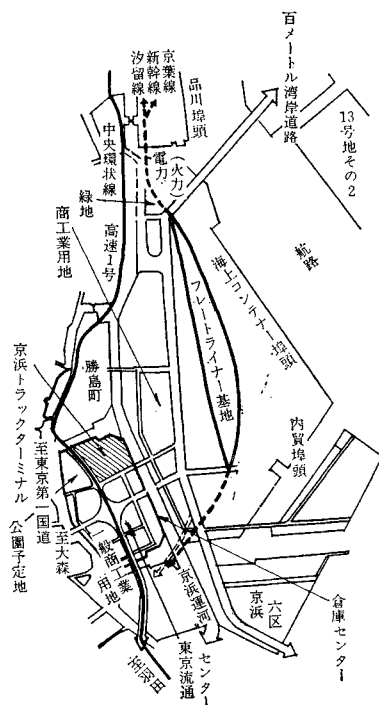 百メートル湾岸道路
13号地その2
京葉線
新幹線
汐留線
品川埠頭
電力
(火力)
緑地
中央環状線
高速1号
商工業用地
航路
海上コンテナー埠頭
フレートライナー基地
勝島町
京浜トラックターミナル
至東京第一国道
至大森
公園予定地
内貿埠頭
一般商工業
用地
京浜運河
京浜
六区
倉庫センター
東京流通
センター
至羽田